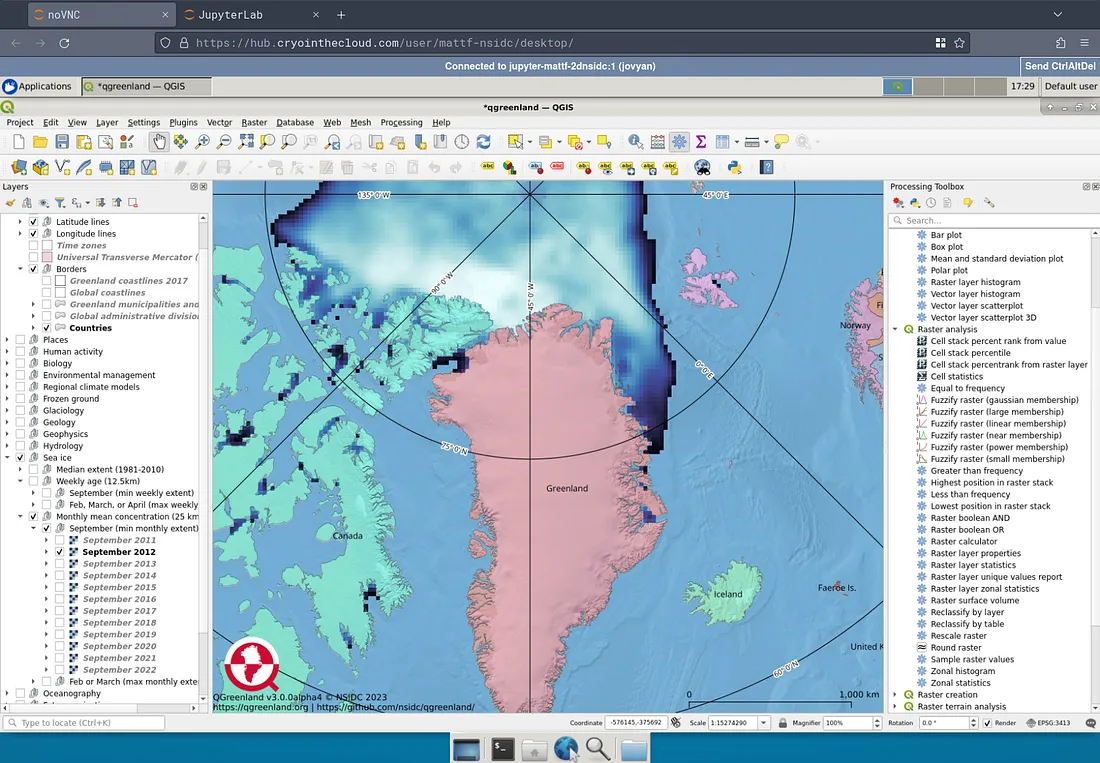 noVNC
JupyterLab
https://hub.cryointhecloud.com/user/mattf-nsidc/desktop/
Connected to jupyter-mattf-2dnsidc:1 (jovyan)
Send CtrlAltDel
Applications
*qgreenland — QGIS
17:29
Default user
*qgreenland — QGIS
Project Edit View Layer Settings Plugins Vector Raster Database Web Mesh Processing Help
Layers
Latitude lines
Longitude lines
Time zones
Universal Transverse Mercator (
Borders
Greenland coastlines 2017
Global coastlines
Greenland municipalities and
Global administrative divisio
Countries
Places
Human activity
Biology
Environmental management
Regional climate models
Frozen ground
Glaciology
Geology
Geophysics
Hydrology
Sea ice
Median extent (1981-2010)
Weekly age (12.5km)
September (min weekly extent)
Feb, March, or April (max weekly
Monthly mean concentration (25 km
September (min monthly extent)
September 2011
September 2012
September 2013
September 2014
September 2015
September 2016
September 2017
September 2018
September 2019
September 2020
September 2021
September 2022
Feb or March (max monthly exte
Oceanography
135° 0'W
45° 0'E
90° 0'W
45° 0'W
0° 0'E
75° 0'N
60° 0'N
Norway
Greenland
Canada
Iceland
Faeroe Is.
United K
QGreenland v3.0.0alpha4 © NSIDC 2023
https://qgreenland.org | https://github.com/nsidc/qgreenland/
0
1,000 km
Processing Toolbox
Search...
Bar plot
Box plot
Mean and standard deviation plot
Polar plot
Raster layer histogram
Vector layer histogram
Vector layer scatterplot
Vector layer scatterplot 3D
Raster analysis
Cell stack percent rank from value
Cell stack percentile
Cell stack percentrank from raster layer
Cell statistics
Equal to frequency
Fuzzify raster (gaussian membership)
Fuzzify raster (large membership)
Fuzzify raster (linear membership)
Fuzzify raster (near membership)
Fuzzify raster (power membership)
Fuzzify raster (small membership)
Greater than frequency
Highest position in raster stack
Less than frequency
Lowest position in raster stack
Raster boolean AND
Raster boolean OR
Raster calculator
Raster layer properties
Raster layer statistics
Raster layer unique values report
Raster layer zonal statistics
Raster surface volume
Reclassify by layer
Reclassify by table
Rescale raster
Round raster
Sample raster values
Zonal histogram
Zonal statistics
Raster creation
Raster terrain analysis
Type to locate (Ctrl+K)
Coordinate -576145,-375692
Scale 1:15274290
Magnifier 100%
Rotation 0.0 °
Render
EPSG:3413